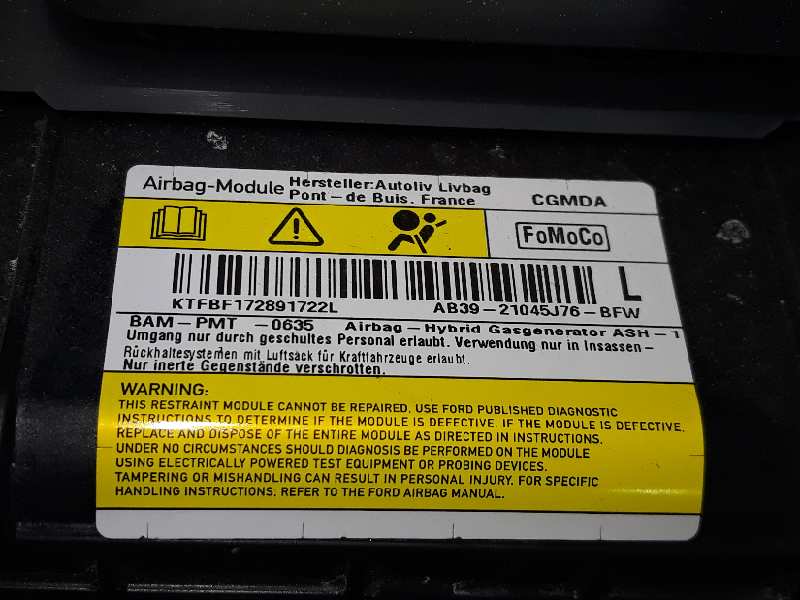 Airbag-Module Hersteller:Autoliv Livbag
Pont-de Buis. France
CGMDA
FoMoCo
L
KTFBF172891722L AB39-21045J76-BFW
BAM-PMT -0635 Airbag-Hybrid Gasgenerator ASH-1
Umgang nur durch geschultes Personal erlaubt. Verwendung nur in Insassen-
Rückhaltesystemen mit Luftsack für Kraftfahrzeuge erlaubt.
Nur inerte Gegenstände verschrotten.
WARNING:
THIS RESTRAINT MODULE CANNOT BE REPAIRED, USE FORD PUBLISHED DIAGNOSTIC
INSTRUCTIONS TO DETERMINE IF THE MODULE IS DEFECTIVE. IF THE MODULE IS DEFECTIVE,
REPLACE AND DISPOSE OF THE ENTIRE MODULE AS DIRECTED IN INSTRUCTIONS.
UNDER NO CIRCUMSTANCES SHOULD DIAGNOSIS BE PERFORMED ON THE MODULE
USING ELECTRICALLY POWERED TEST EQUIPMENT OR PROBING DEVICES.
TAMPERING OR MISHANDLING CAN RESULT IN PERSONAL INJURY. FOR SPECIFIC
HANDLING INSTRUCTIONS, REFER TO THE FORD AIRBAG MANUAL.